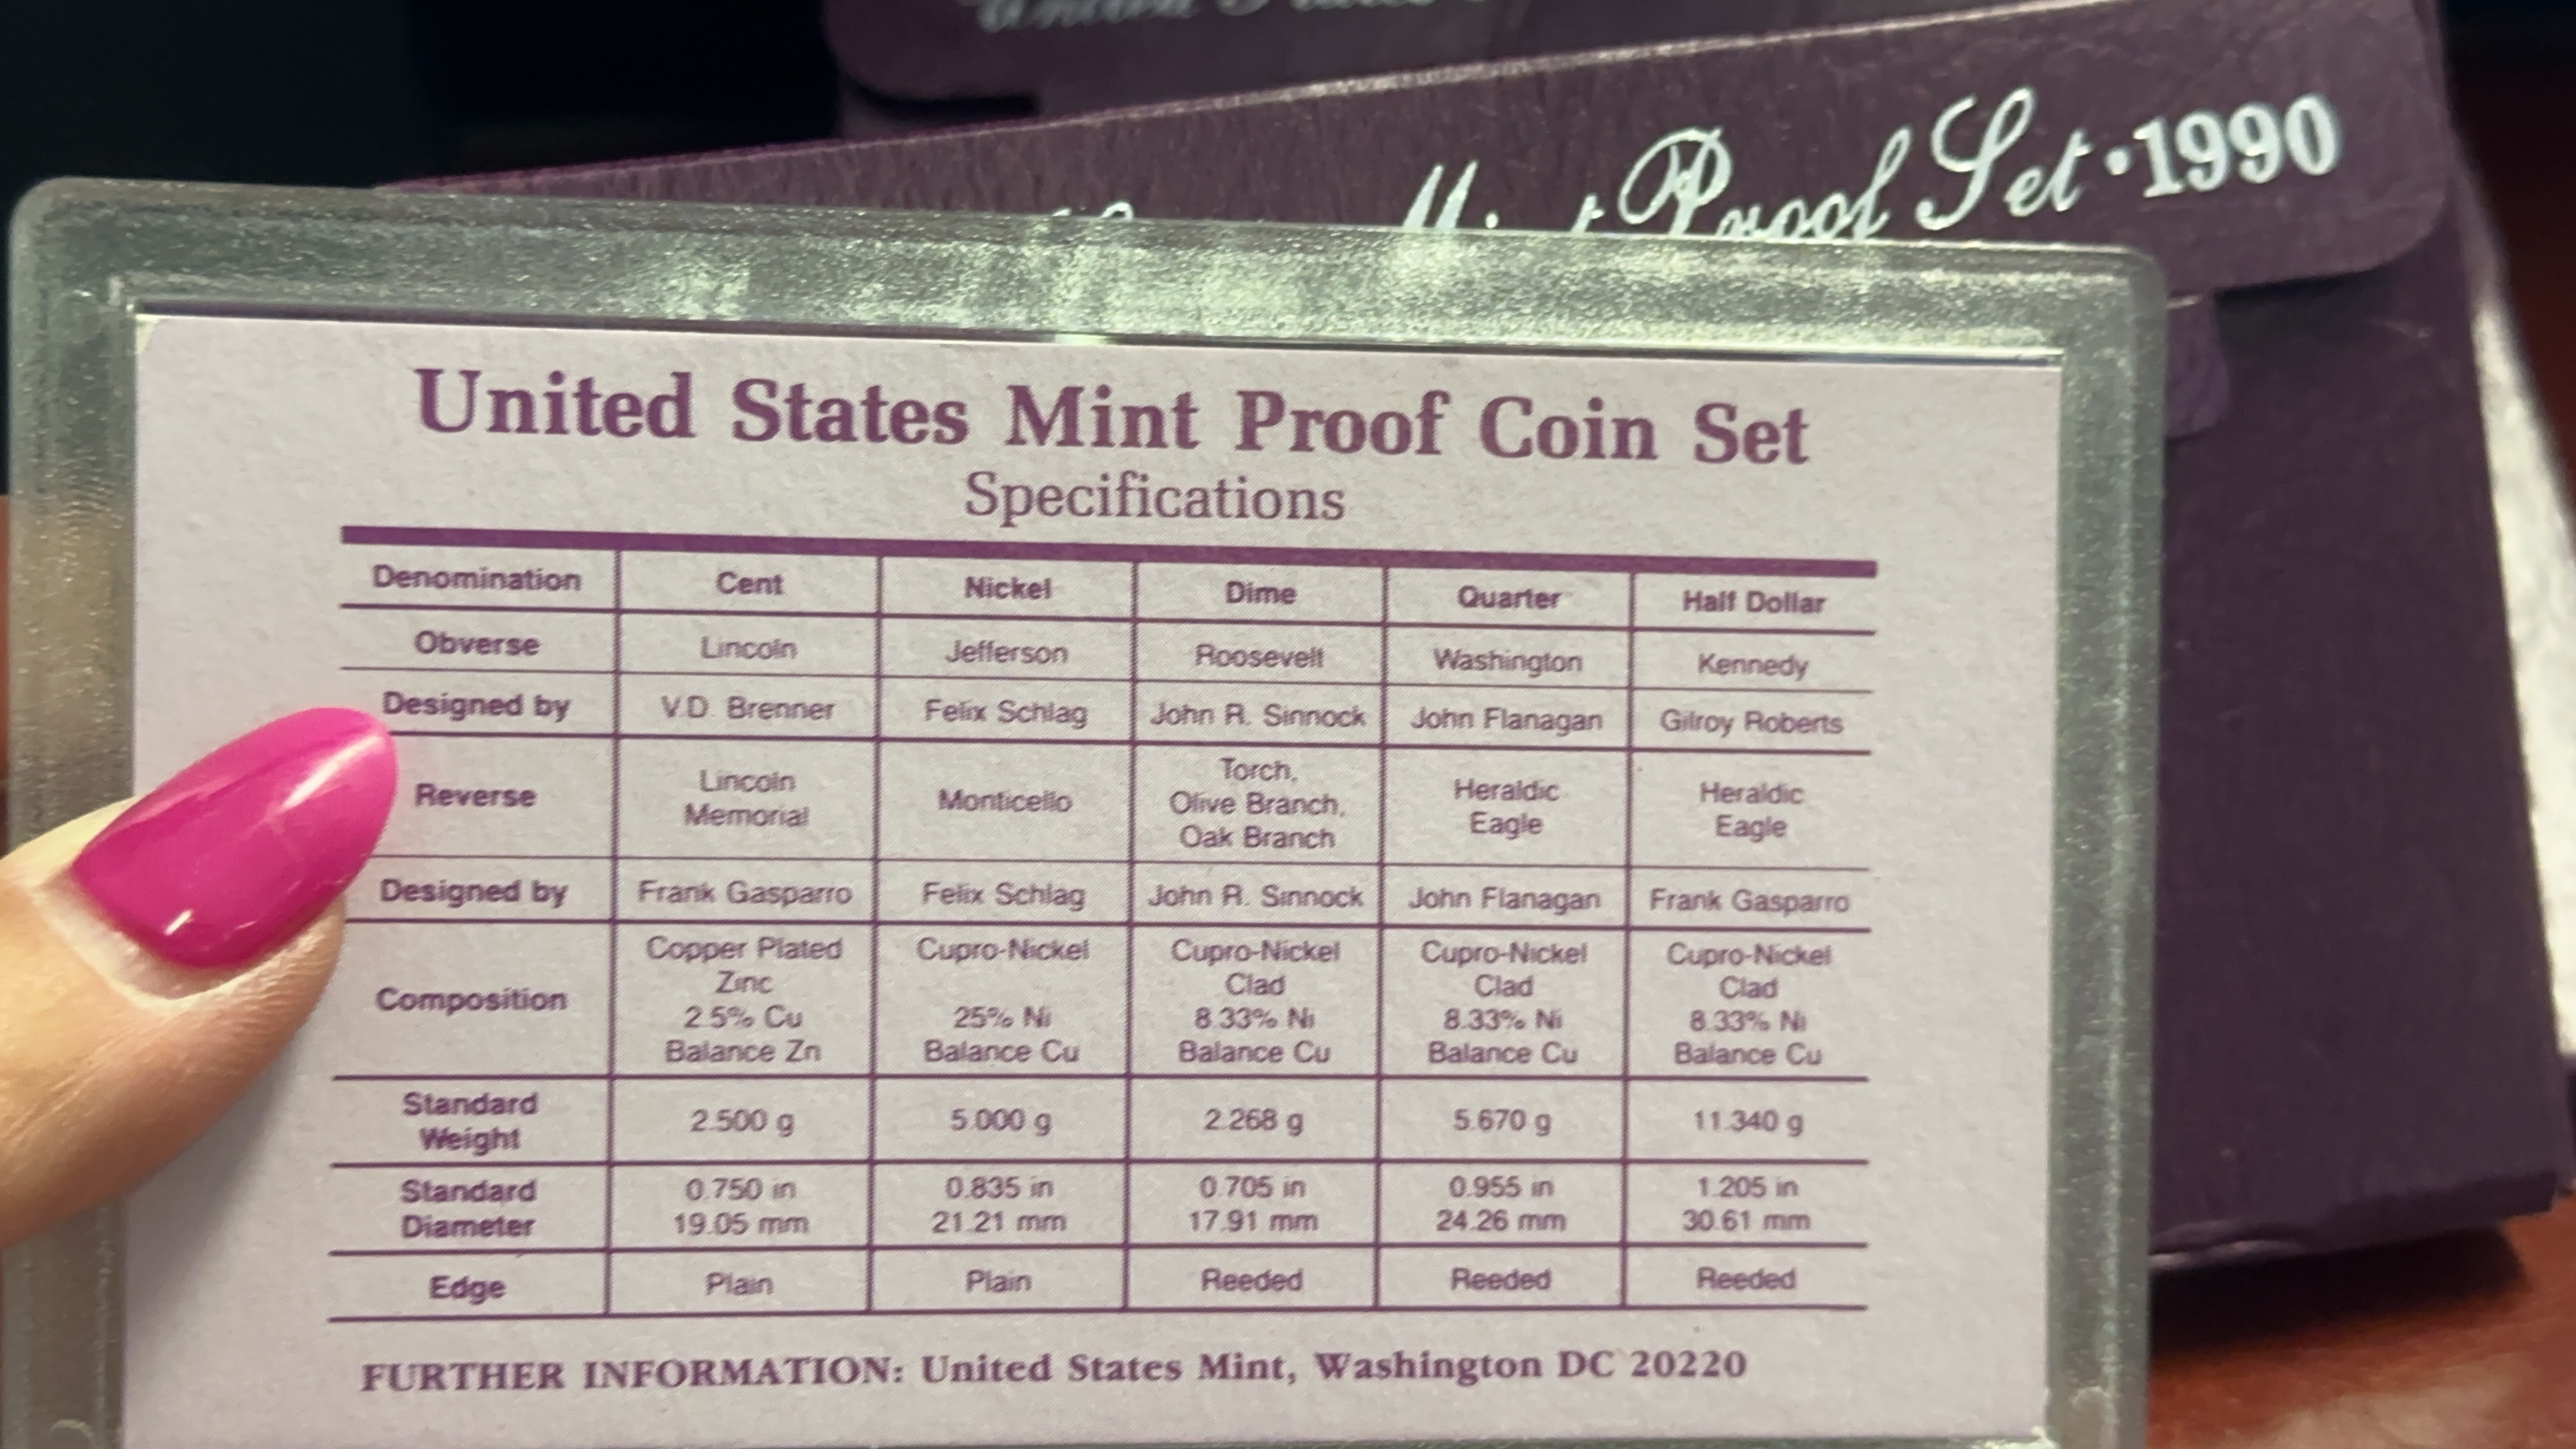 United States
Mint Proof Set · 1990
United States Mint Proof Coin Set
Specifications
Denomination Cent Nickel Dime Quarter Half Dollar
Obverse Lincoln Jefferson Roosevelt Washington Kennedy
Designed by V.D. Brenner Felix Schlag John R. Sinnock John Flanagan Gilroy Roberts
Reverse Lincoln Memorial Monticello Torch, Olive Branch, Oak Branch Heraldic Eagle Heraldic Eagle
Designed by Frank Gasparro Felix Schlag John R. Sinnock John Flanagan Frank Gasparro
Composition Copper Plated Zinc 2.5% Cu Balance Zn Cupro-Nickel 25% Ni Balance Cu Cupro-Nickel Clad 8.33% Ni Balance Cu Cupro-Nickel Clad 8.33% Ni Balance Cu Cupro-Nickel Clad 8.33% Ni Balance Cu
Standard Weight 2.500 g 5.000 g 2.268 g 5.670 g 11.340 g
Standard Diameter 0.750 in 19.05 mm 0.835 in 21.21 mm 0.705 in 17.91 mm 0.955 in 24.26 mm 1.205 in 30.61 mm
Edge Plain Plain Reeded Reeded Reeded
FURTHER INFORMATION: United States Mint, Washington DC 20220